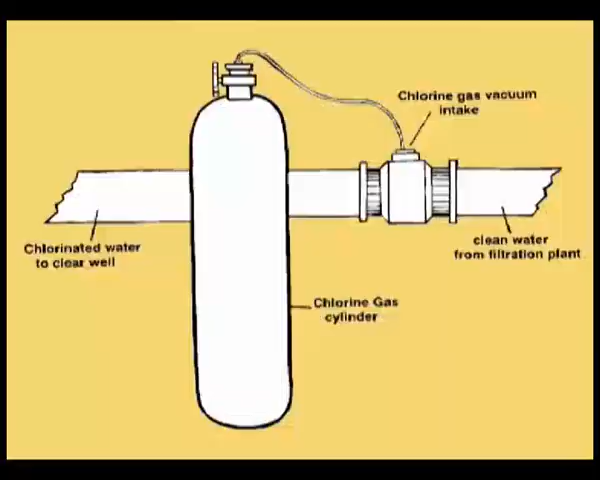 Chlorine gas vacuum
intake
Chlorinated water
to clear well
clean water
from filtration plant
Chlorine Gas
cylinder